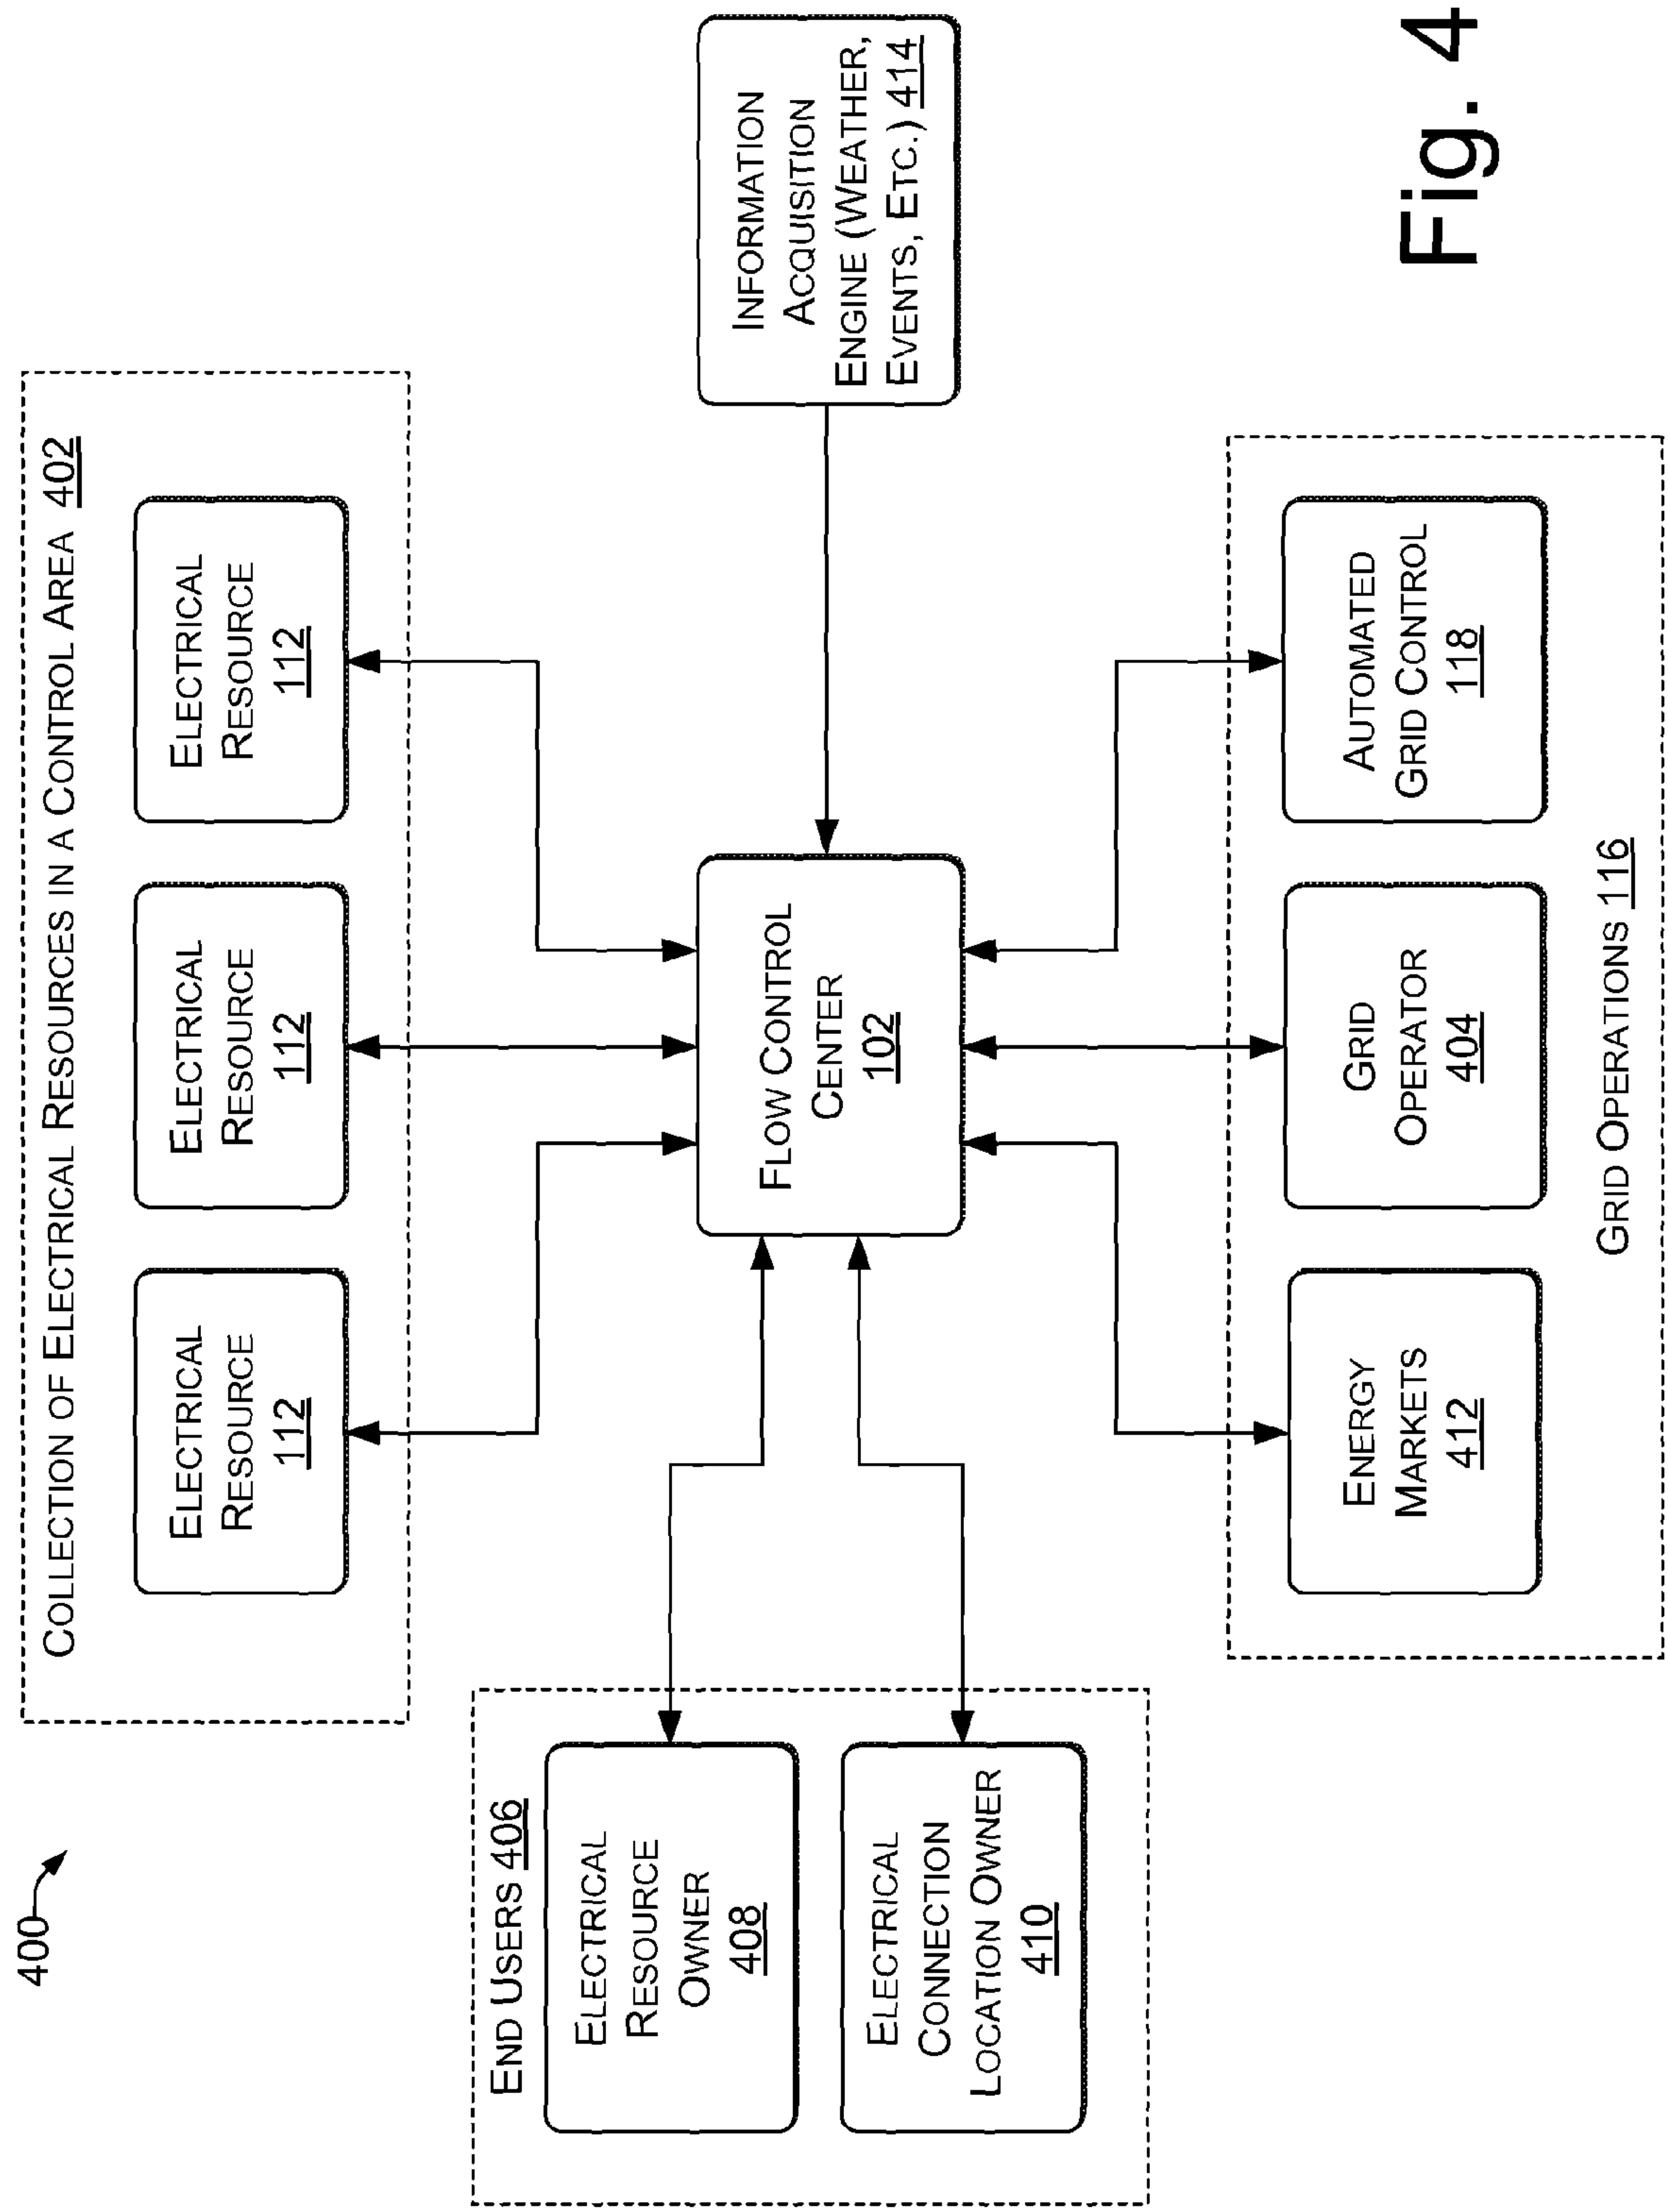 400
COLLECTION OF ELECTRICAL RESOURCES IN A CONTROL AREA 402
ELECTRICAL
RESOURCE
112
ELECTRICAL
RESOURCE
112
ELECTRICAL
RESOURCE
112
END USERS 406
ELECTRICAL
RESOURCE
OWNER
408
ELECTRICAL
CONNECTION
LOCATION OWNER
410
FLOW CONTROL
CENTER
102
INFORMATION
ACQUISITION
ENGINE (WEATHER,
EVENTS, ETC.) 414
ENERGY
MARKETS
412
GRID
OPERATOR
404
AUTOMATED
GRID CONTROL
118
GRID OPERATIONS 116
Fig. 4